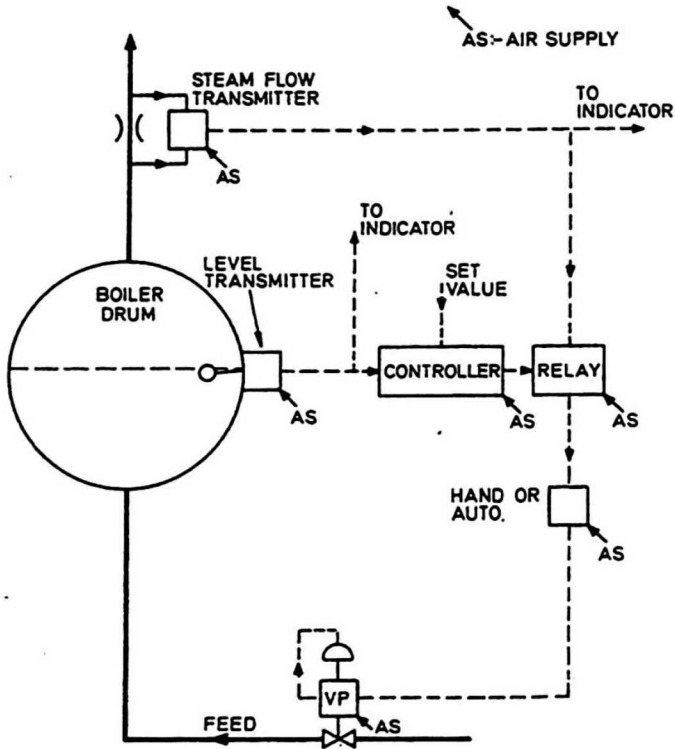 AS:-AIR SUPPLY
STEAM FLOW
TRANSMITTER
TO
INDICATOR
AS
TO
INDICATOR
LEVEL
TRANSMITTER
SET
VALUE
BOILER
DRUM
CONTROLLER
RELAY
AS
AS
AS
HAND OR
AUTO.
AS
VP
FEED
AS